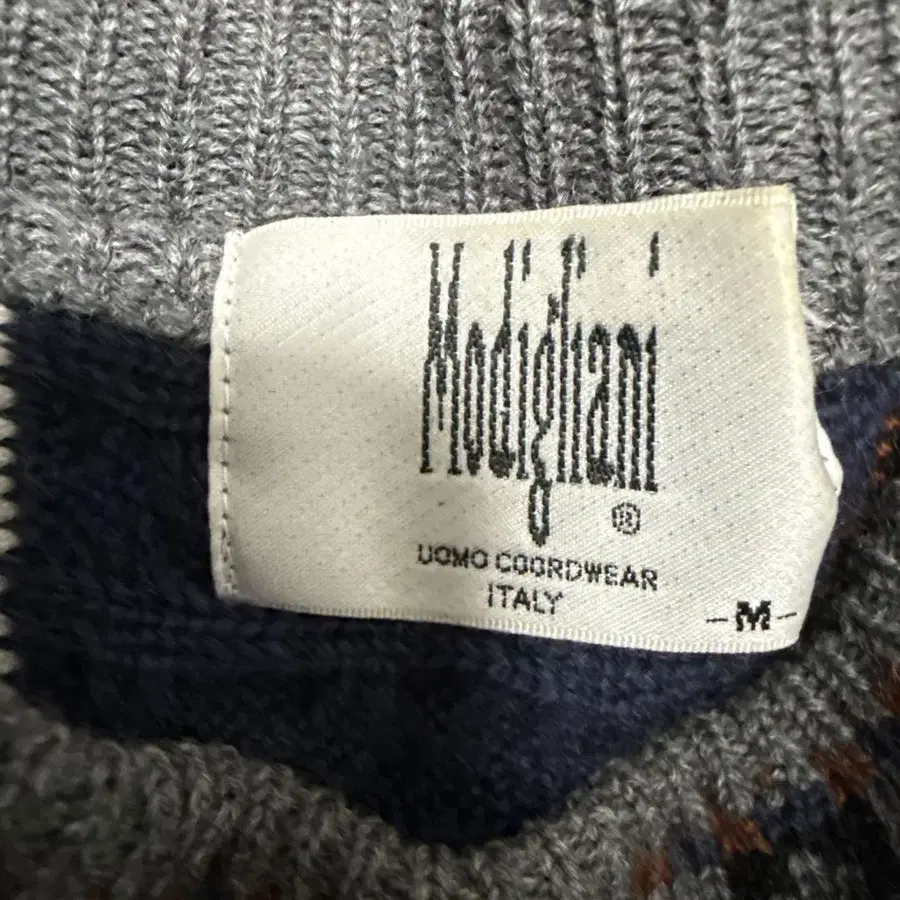 Modigliani
®
UOMO COORDWEAR
ITALY
-M-